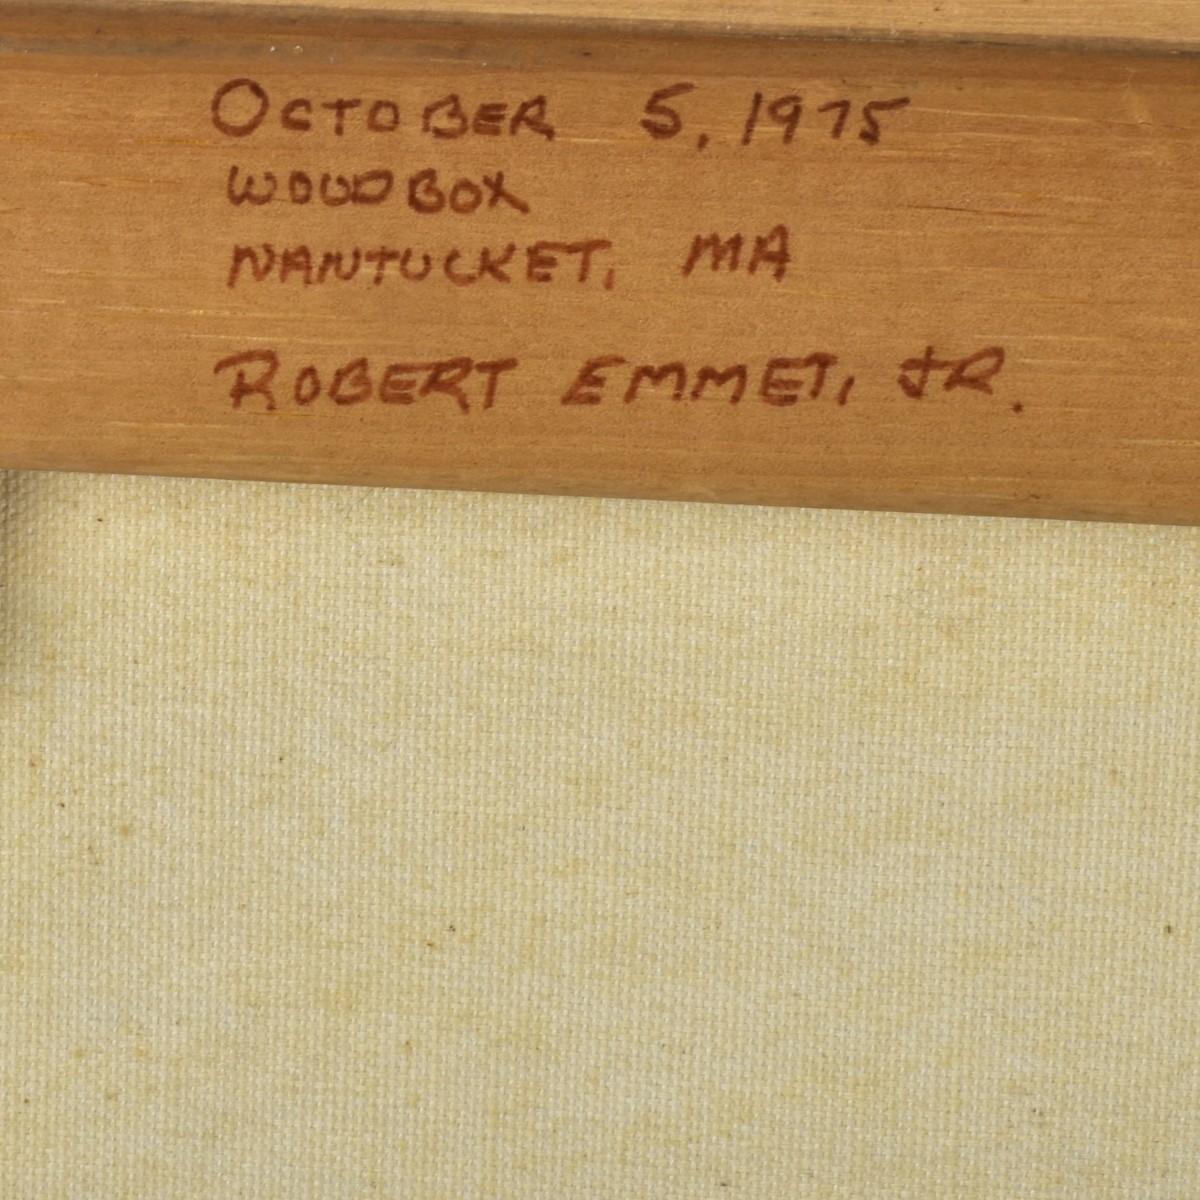 OCTOBER 5, 1975
WOODBOX
NANTUCKET, MA
ROBERT EMMET, JR.